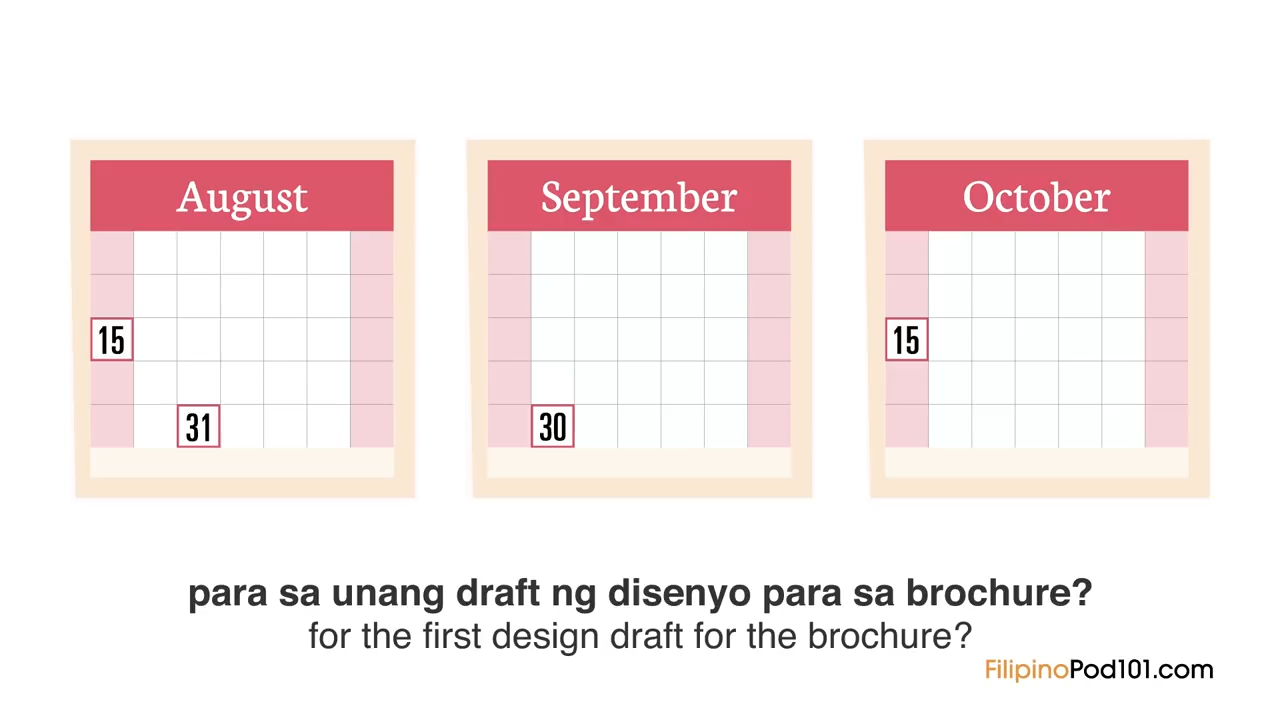 August
September
October
15
15
31
30
para sa unang draft ng disenyo para sa brochure?
for the first design draft for the brochure?
FilipinoPod101.com